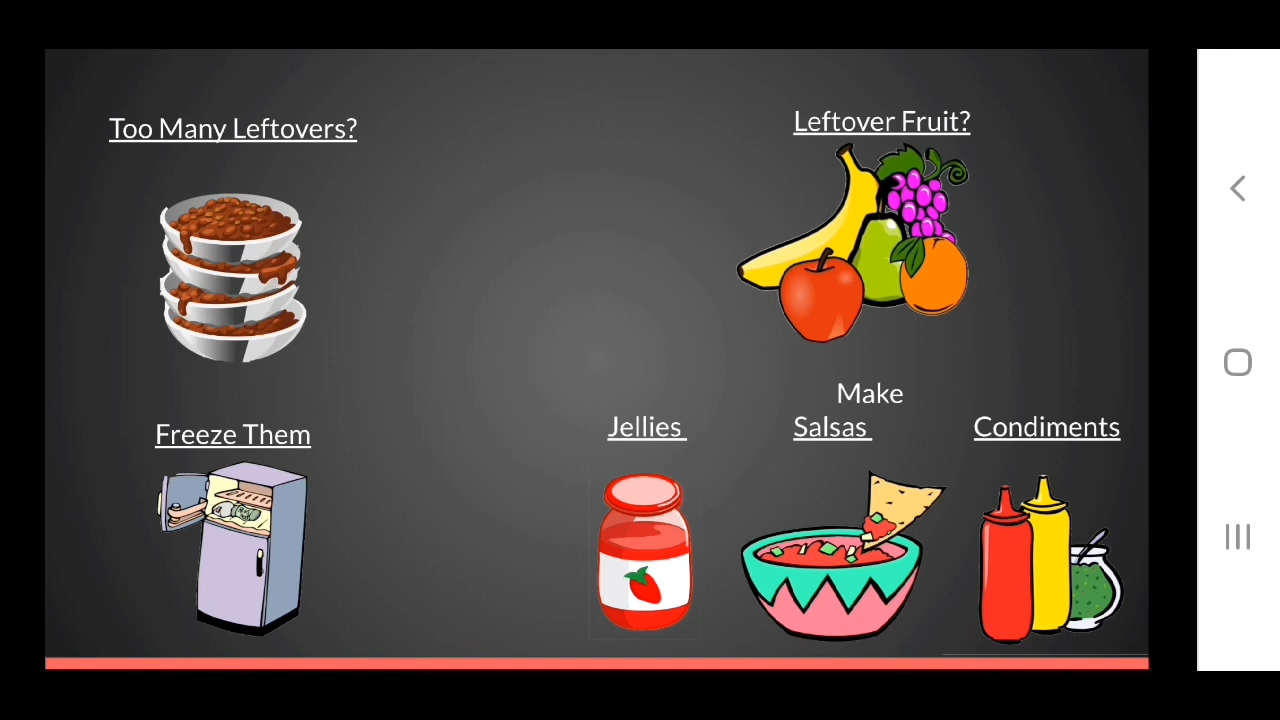 Too Many Leftovers?
Leftover Fruit?
Make
Jellies
Salsas
Condiments
Freeze Them